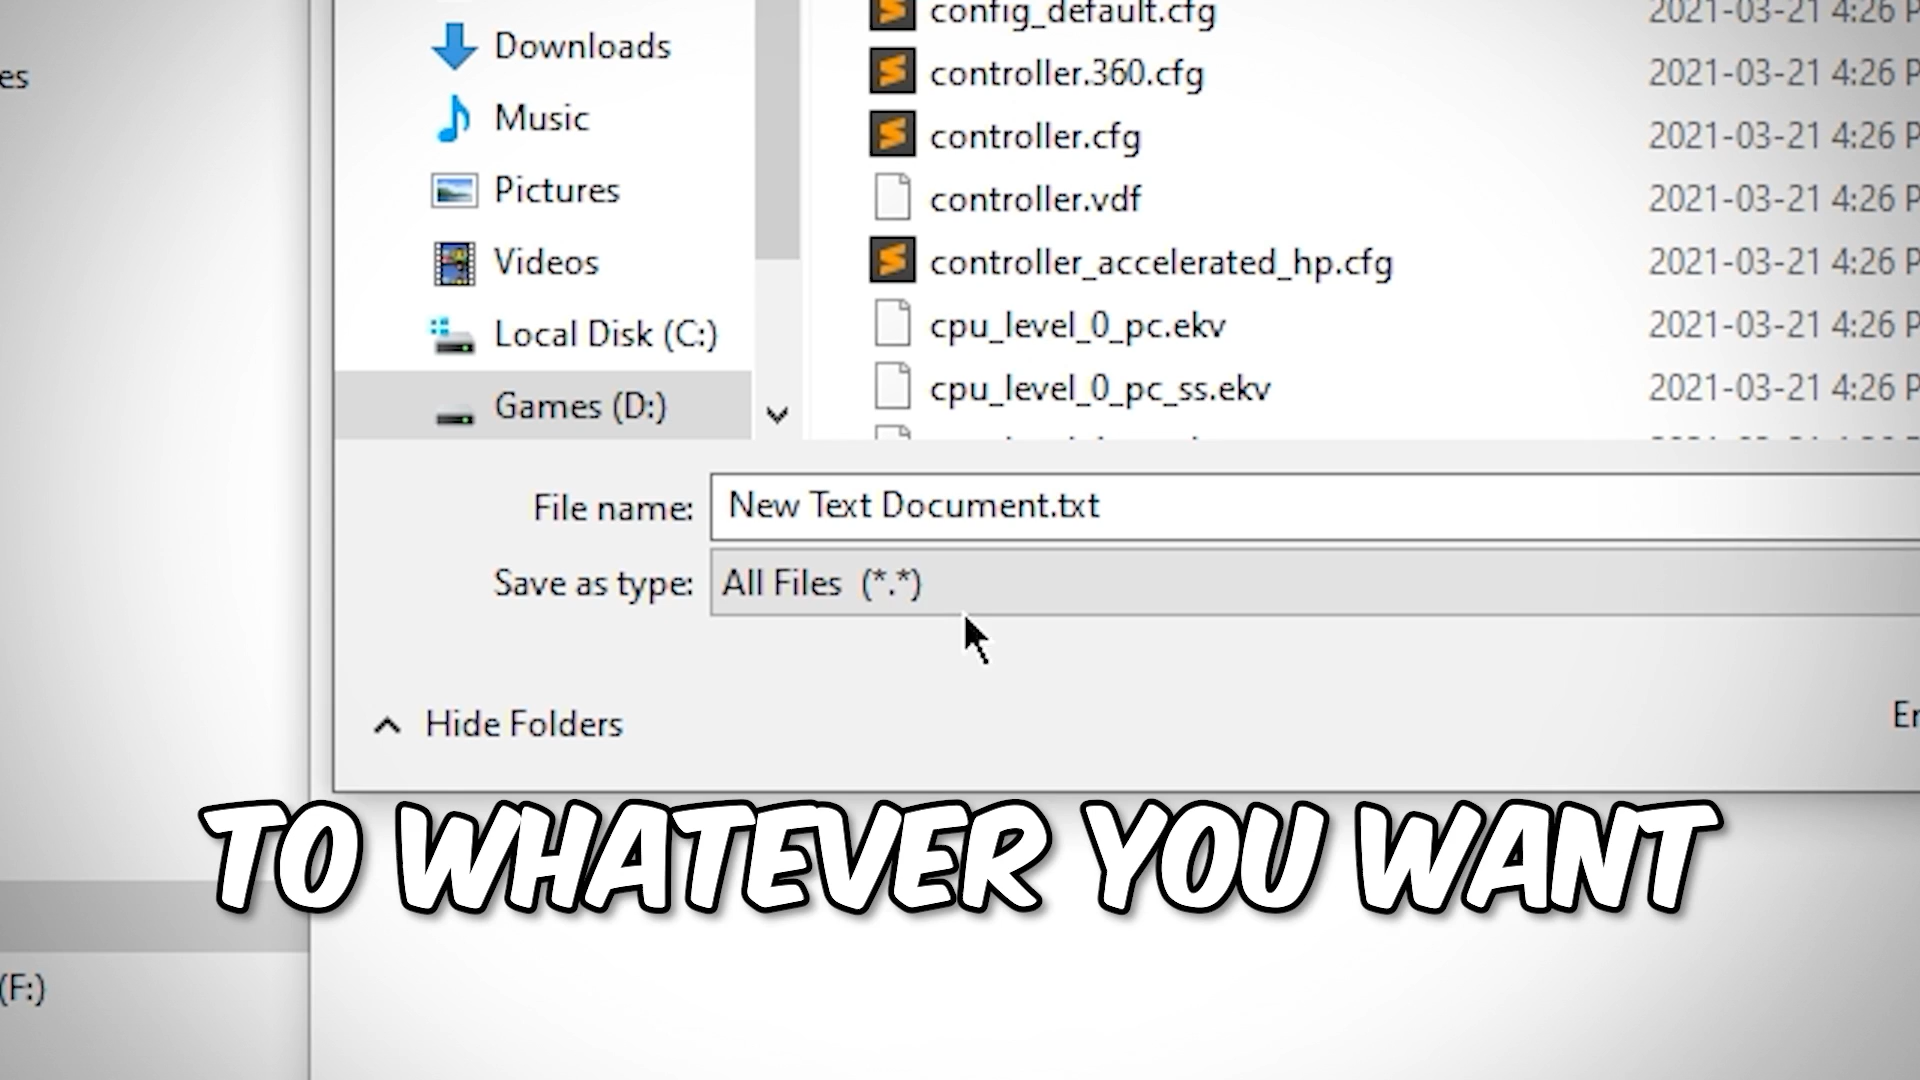 es
Downloads
Music
Pictures
Videos
Local Disk (C:)
Games (D:)
config_default.cfg 2021-03-21 4:26 P
controller.360.cfg 2021-03-21 4:26 P
controller.cfg 2021-03-21 4:26 P
controller.vdf 2021-03-21 4:26 P
controller_accelerated_hp.cfg 2021-03-21 4:26 P
cpu_level_0_pc.ekv 2021-03-21 4:26 P
cpu_level_0_pc_ss.ekv 2021-03-21 4:26 P
File name: New Text Document.txt
Save as type: All Files (*.*)
Hide Folders
En
TO WHATEVER YOU WANT
(F:)